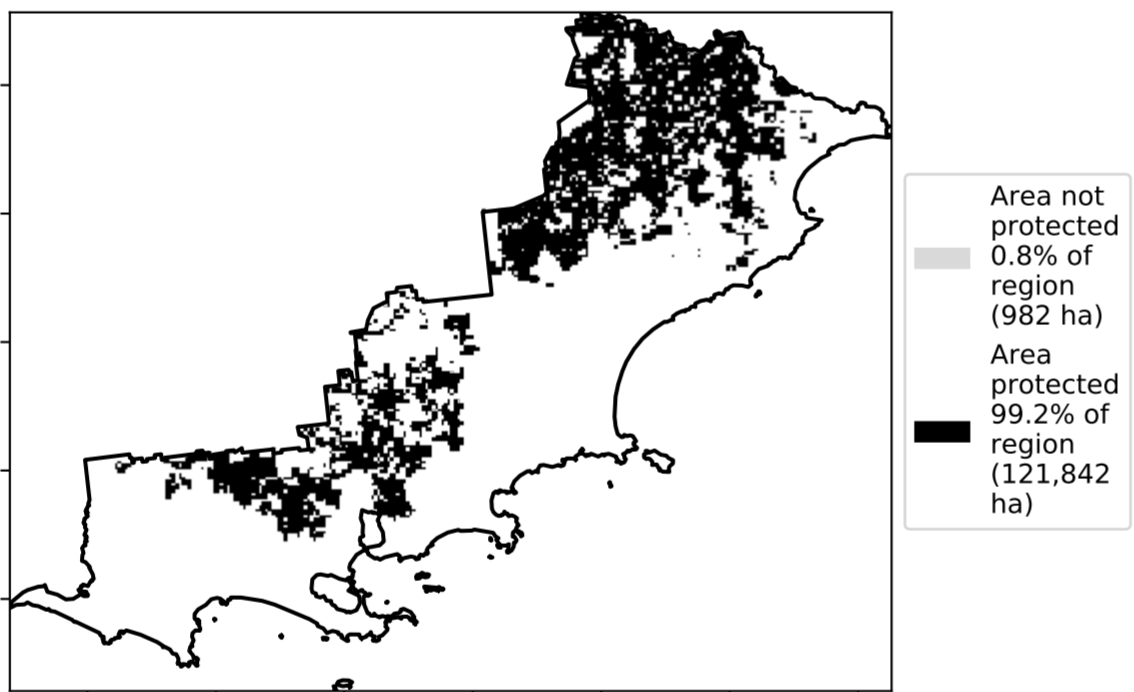 Area not
protected
0.8% of
region
(982 ha)
Area
protected
99.2% of
region
(121,842
ha)